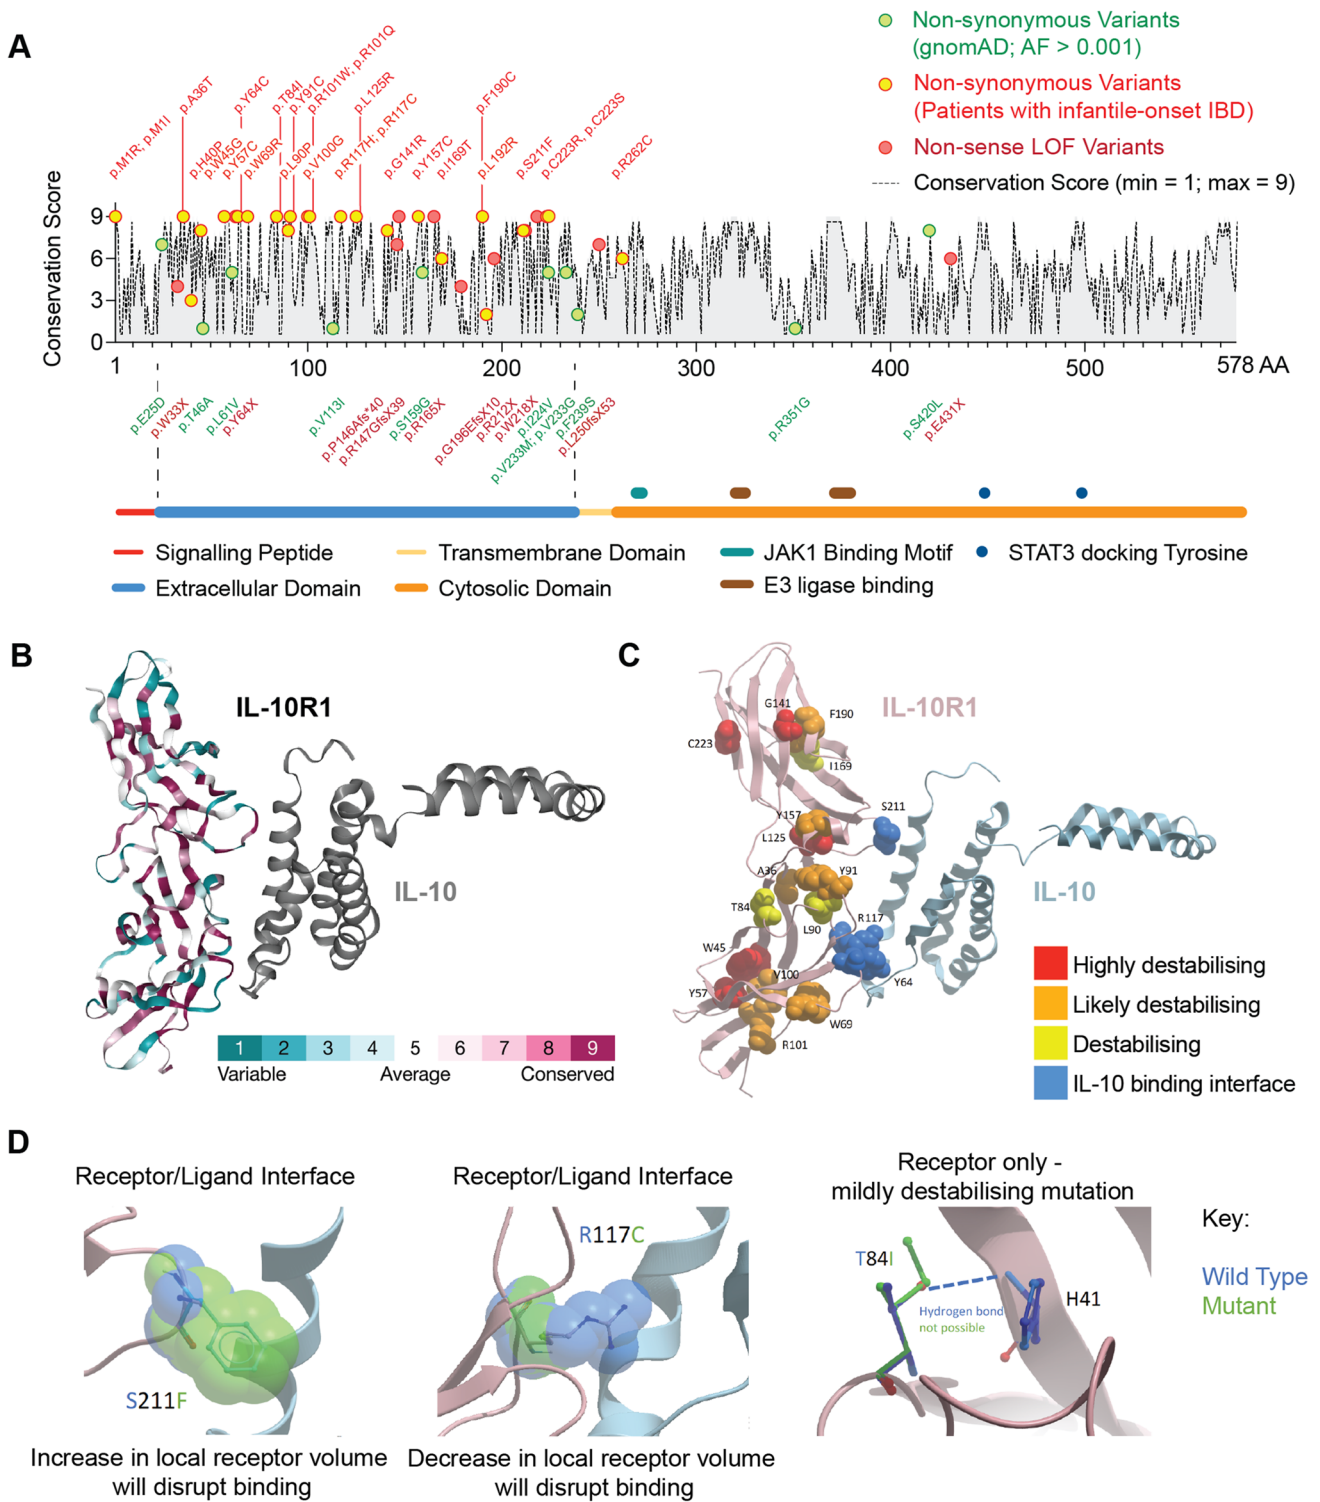 A
Non-synonymous Variants
(gnomAD; AF > 0.001)
Non-synonymous Variants
(Patients with infantile-onset IBD)
Non-sense LOF Variants
Conservation Score (min = 1; max = 9)
p.M1R; p.M1I
p.A36T
p.H40P
p.W45G
p.Y57C
p.Y64C
p.W69R
p.T84I
p.L90P
p.Y91C
p.V100G
p.R101W; p.R101Q
p.R117H; p.R117C
p.L125R
p.G141R
p.Y157C
p.I169T
p.F190C
p.L192R
p.S211F
p.C223R, p.C223S
p.R262C
Conservation Score
9
6
3
0
1
100
200
300
400
500
578 AA
p.E25D
p.W33X
p.T46A
p.L61V
p.Y64X
p.V113I
p.P146Afs*40
p.R147GfsX39
p.S159G
p.R165X
p.G196EfsX10
p.R212X
p.W218X
p.I224V
p.V233M; p.V233G
p.F239S
p.L250fsX53
p.R351G
p.S420L
p.E431X
Signalling Peptide
Transmembrane Domain
JAK1 Binding Motif
STAT3 docking Tyrosine
Extracellular Domain
Cytosolic Domain
E3 ligase binding
B
IL-10R1
IL-10
1 2 3 4 5 6 7 8 9
Variable Average Conserved
C
IL-10R1
G141
F190
C223
I169
Y157
S211
L125
A36
Y91
T84
L90
R117
W45
V100
Y57
Y64
W69
R101
IL-10
Highly destabilising
Likely destabilising
Destabilising
IL-10 binding interface
D
Receptor/Ligand Interface
S211F
Increase in local receptor volume
will disrupt binding
Receptor/Ligand Interface
R117C
Decrease in local receptor volume
will disrupt binding
Receptor only -
mildly destabilising mutation
T84I
Hydrogen bond
not possible
H41
Key:
Wild Type
Mutant